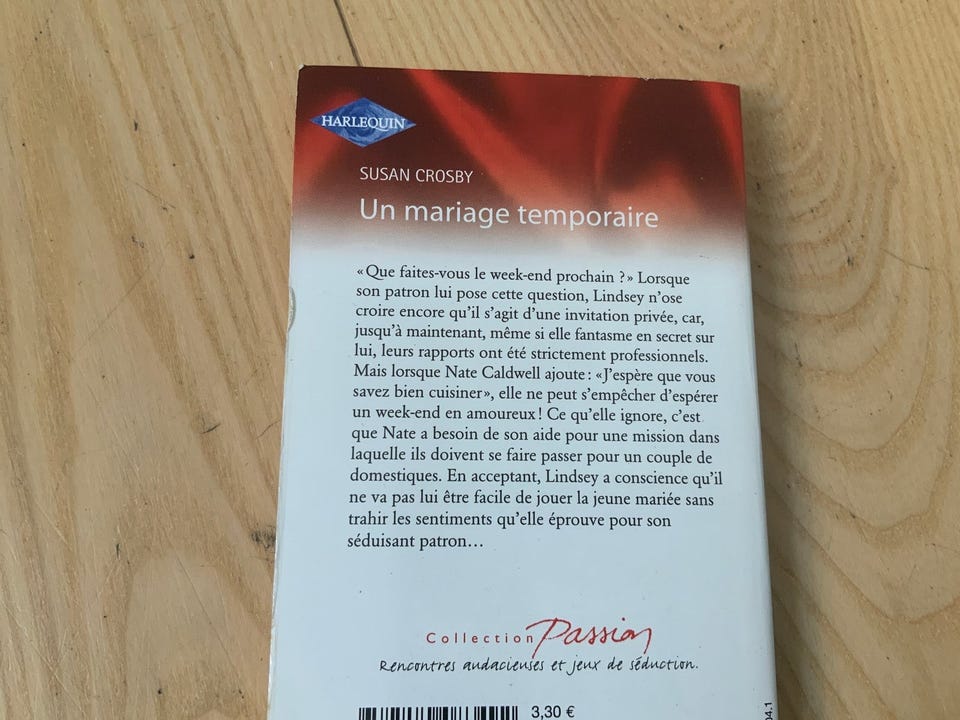 HARLEQUIN
SUSAN CROSBY
Un mariage temporaire
«Que faites-vous le week-end prochain ?» Lorsque
son patron lui pose cette question, Lindsey n'ose
croire encore qu'il s'agit d'une invitation privée, car,
jusqu'à maintenant, même si elle fantasme en secret sur
lui, leurs rapports ont été strictement professionnels.
Mais lorsque Nate Caldwell ajoute : «J'espère que vous
savez bien cuisiner», elle ne peut s'empêcher d'espérer
un week-end en amoureux ! Ce qu'elle ignore, c'est
que Nate a besoin de son aide pour une mission dans
laquelle ils doivent se faire passer pour un couple de
domestiques. En acceptant, Lindsey a conscience qu'il
ne va pas lui être facile de jouer la jeune mariée sans
trahir les sentiments qu'elle éprouve pour son
séduisant patron...
Collection Passion
Rencontres audacieuses et jeux de séduction.
3,30 €